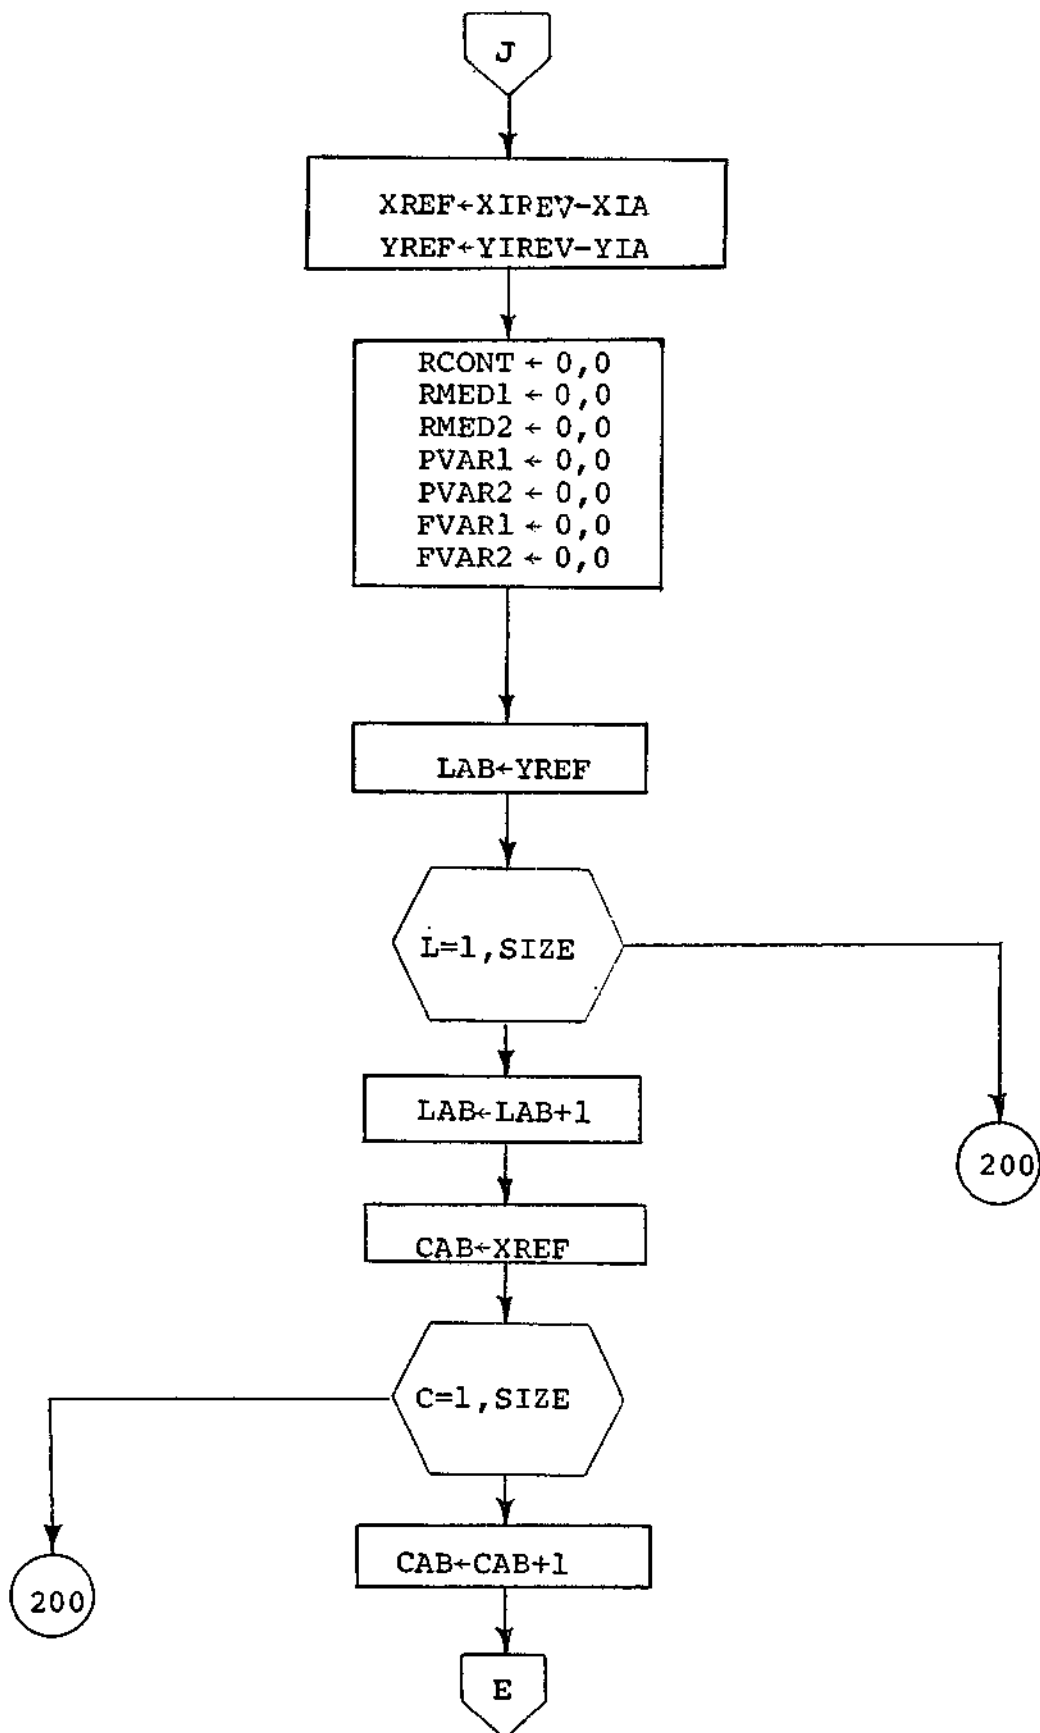 J
XREF←XIREV-XIA
YREF←YIREV-YIA
RCONT ← 0,0
RMED1 ← 0,0
RMED2 ← 0,0
PVAR1 ← 0,0
PVAR2 ← 0,0
FVAR1 ← 0,0
FVAR2 ← 0,0
LAB←YREF
L=1,SIZE
LAB←LAB+1
200
CAB←XREF
C=1,SIZE
CAB←CAB+1
200
E